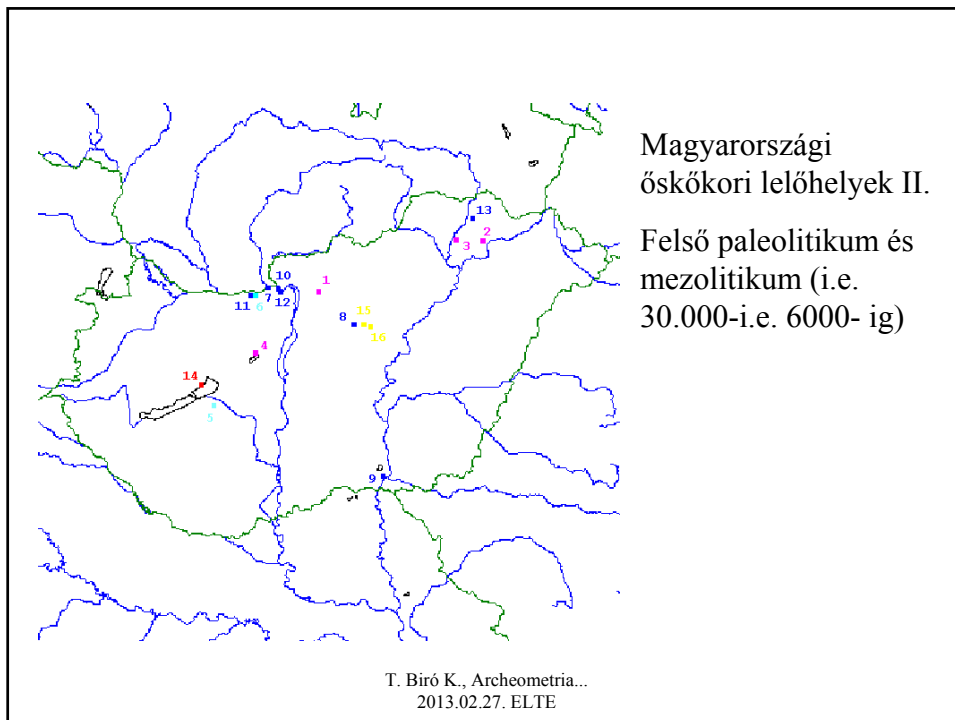 Magyarországi
őskőkori lelőhelyek II.
Felső paleolitikum és
mezolitikum (i.e.
30.000-i.e. 6000- ig)
13
2
3
10
1
7
11
6
12
8
15
16
4
14
5
9
T. Biró K., Archeometria...
2013.02.27. ELTE